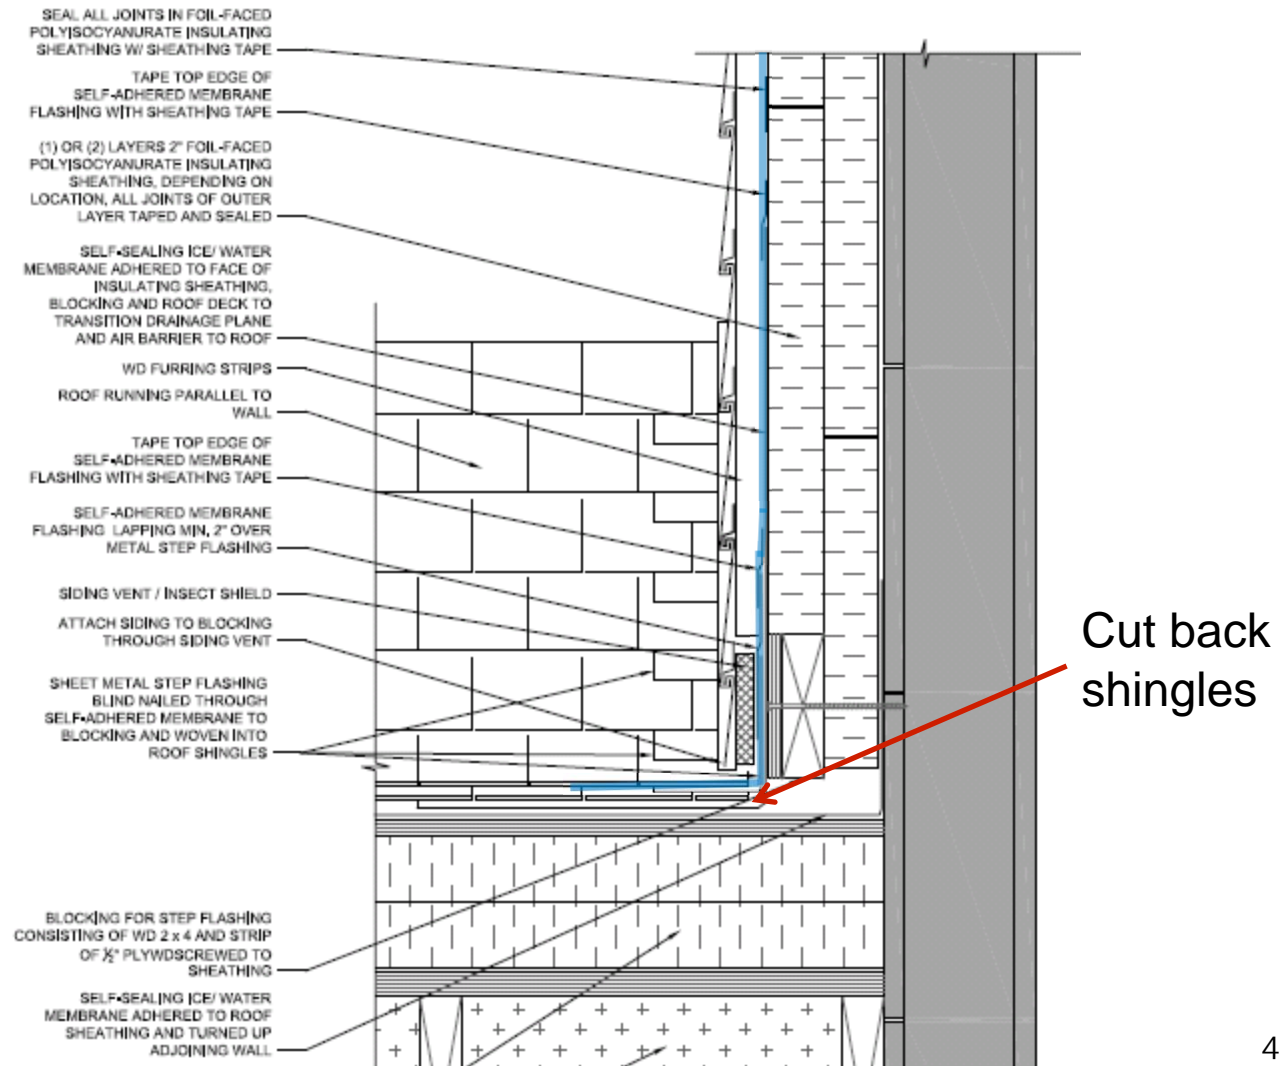 SEAL ALL JOINTS IN FOIL-FACED
POLYISOCYANURATE INSULATING
SHEATHING W/ SHEATHING TAPE
TAPE TOP EDGE OF
SELF-ADHERED MEMBRANE
FLASHING WITH SHEATHING TAPE
(1) OR (2) LAYERS 2" FOIL-FACED
POLYISOCYANURATE INSULATING
SHEATHING, DEPENDING ON
LOCATION, ALL JOINTS OF OUTER
LAYER TAPED AND SEALED
SELF-SEALING ICE/ WATER
MEMBRANE ADHERED TO FACE OF
INSULATING SHEATHING,
BLOCKING AND ROOF DECK TO
TRANSITION DRAINAGE PLANE
AND AIR BARRIER TO ROOF
WD FURRING STRIPS
ROOF RUNNING PARALLEL TO
WALL
TAPE TOP EDGE OF
SELF-ADHERED MEMBRANE
FLASHING WITH SHEATHING TAPE
SELF-ADHERED MEMBRANE
FLASHING LAPPING MIN. 2" OVER
METAL STEP FLASHING
SIDING VENT / INSECT SHIELD
ATTACH SIDING TO BLOCKING
THROUGH SIDING VENT
SHEET METAL STEP FLASHING
BLIND NAILED THROUGH
SELF-ADHERED MEMBRANE TO
BLOCKING AND WOVEN INTO
ROOF SHINGLES
Cut back
shingles
BLOCKING FOR STEP FLASHING
CONSISTING OF WD 2 x 4 AND STRIP
OF ½" PLYWDSCREWED TO
SHEATHING
SELF-SEALING ICE/ WATER
MEMBRANE ADHERED TO ROOF
SHEATHING AND TURNED UP
ADJOINING WALL
4